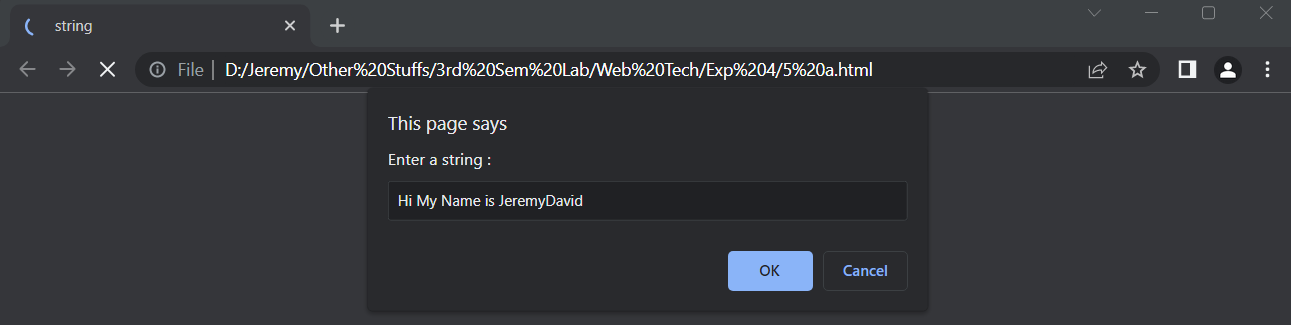 string
File
D:/Jeremy/Other%20Stuffs/3rd%20Sem%20Lab/Web%20Tech/Exp%204/5%20a.html
This page says
Enter a string :
Hi My Name is JeremyDavid
OK
Cancel